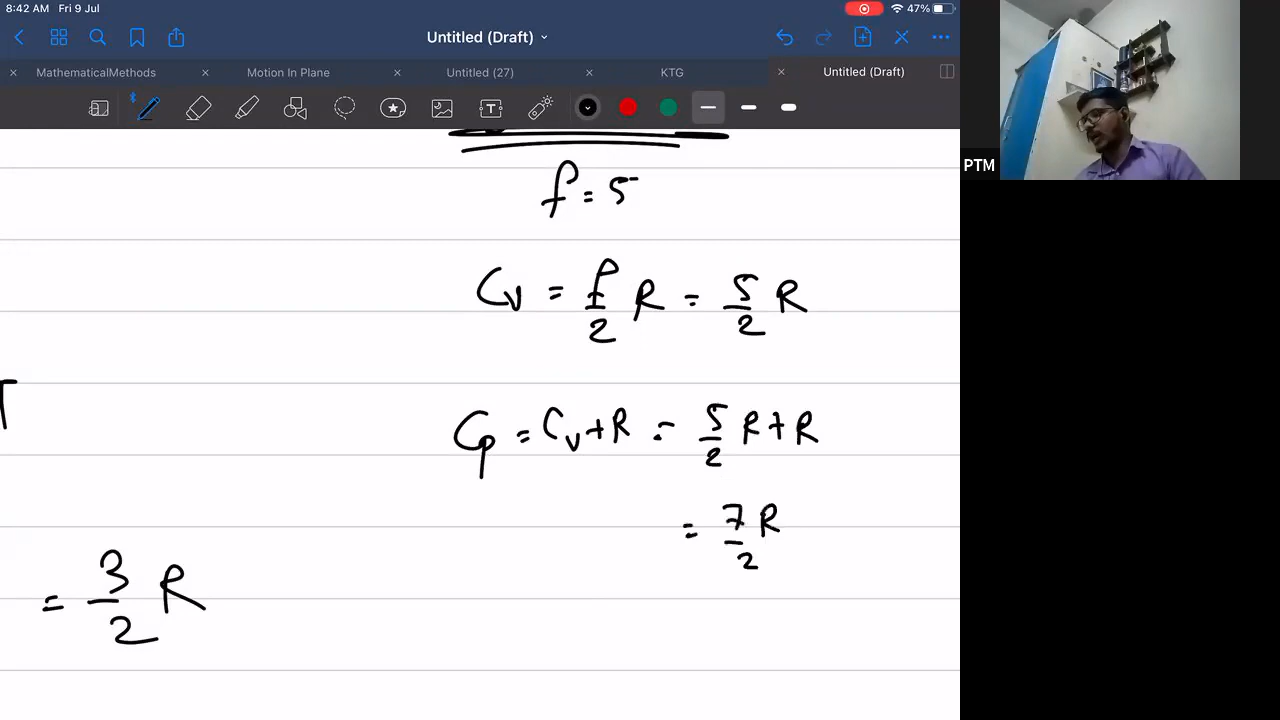 8:42 AM Fri 9 Jul
47%
Untitled (Draft)
MathematicalMethods
Motion In Plane
Untitled (27)
KTG
Untitled (Draft)
T
PTM
f = 5
Cv = f/2 R = 5/2 R
Cp = Cv + R = 5/2 R + R
= 7/2 R
= 3/2 R